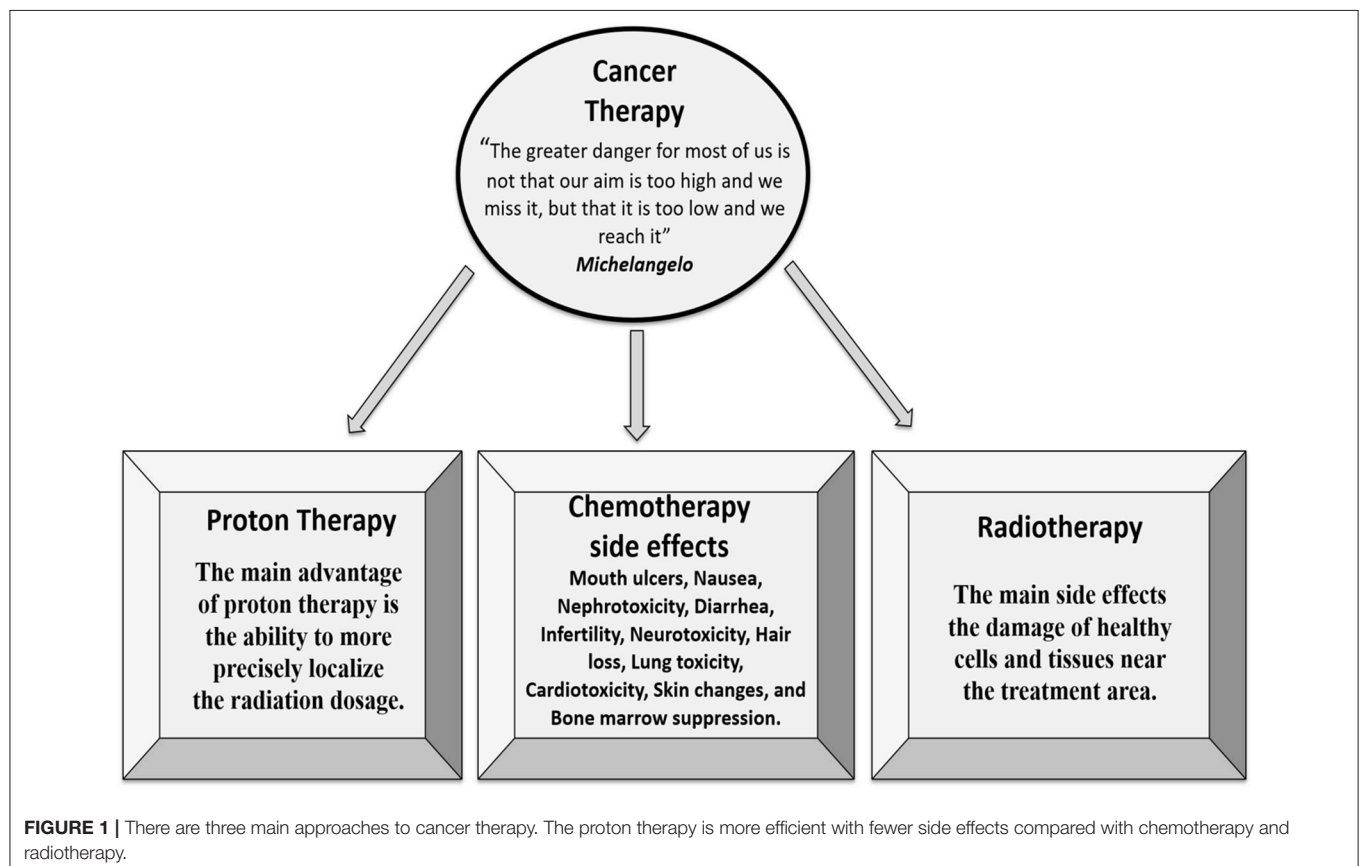 Cancer
Therapy
“The greater danger for most of us is
not that our aim is too high and we
miss it, but that it is too low and we
reach it”
Michelangelo
Proton Therapy
The main advantage
of proton therapy is
the ability to more
precisely localize
the radiation dosage.
Chemotherapy
side effects
Mouth ulcers, Nausea,
Nephrotoxicity, Diarrhea,
Infertility, Neurotoxicity, Hair
loss, Lung toxicity,
Cardiotoxicity, Skin changes, and
Bone marrow suppression.
Radiotherapy
The main side effects
the damage of healthy
cells and tissues near
the treatment area.
FIGURE 1 | There are three main approaches to cancer therapy. The proton therapy is more efficient with fewer side effects compared with chemotherapy and
radiotherapy.